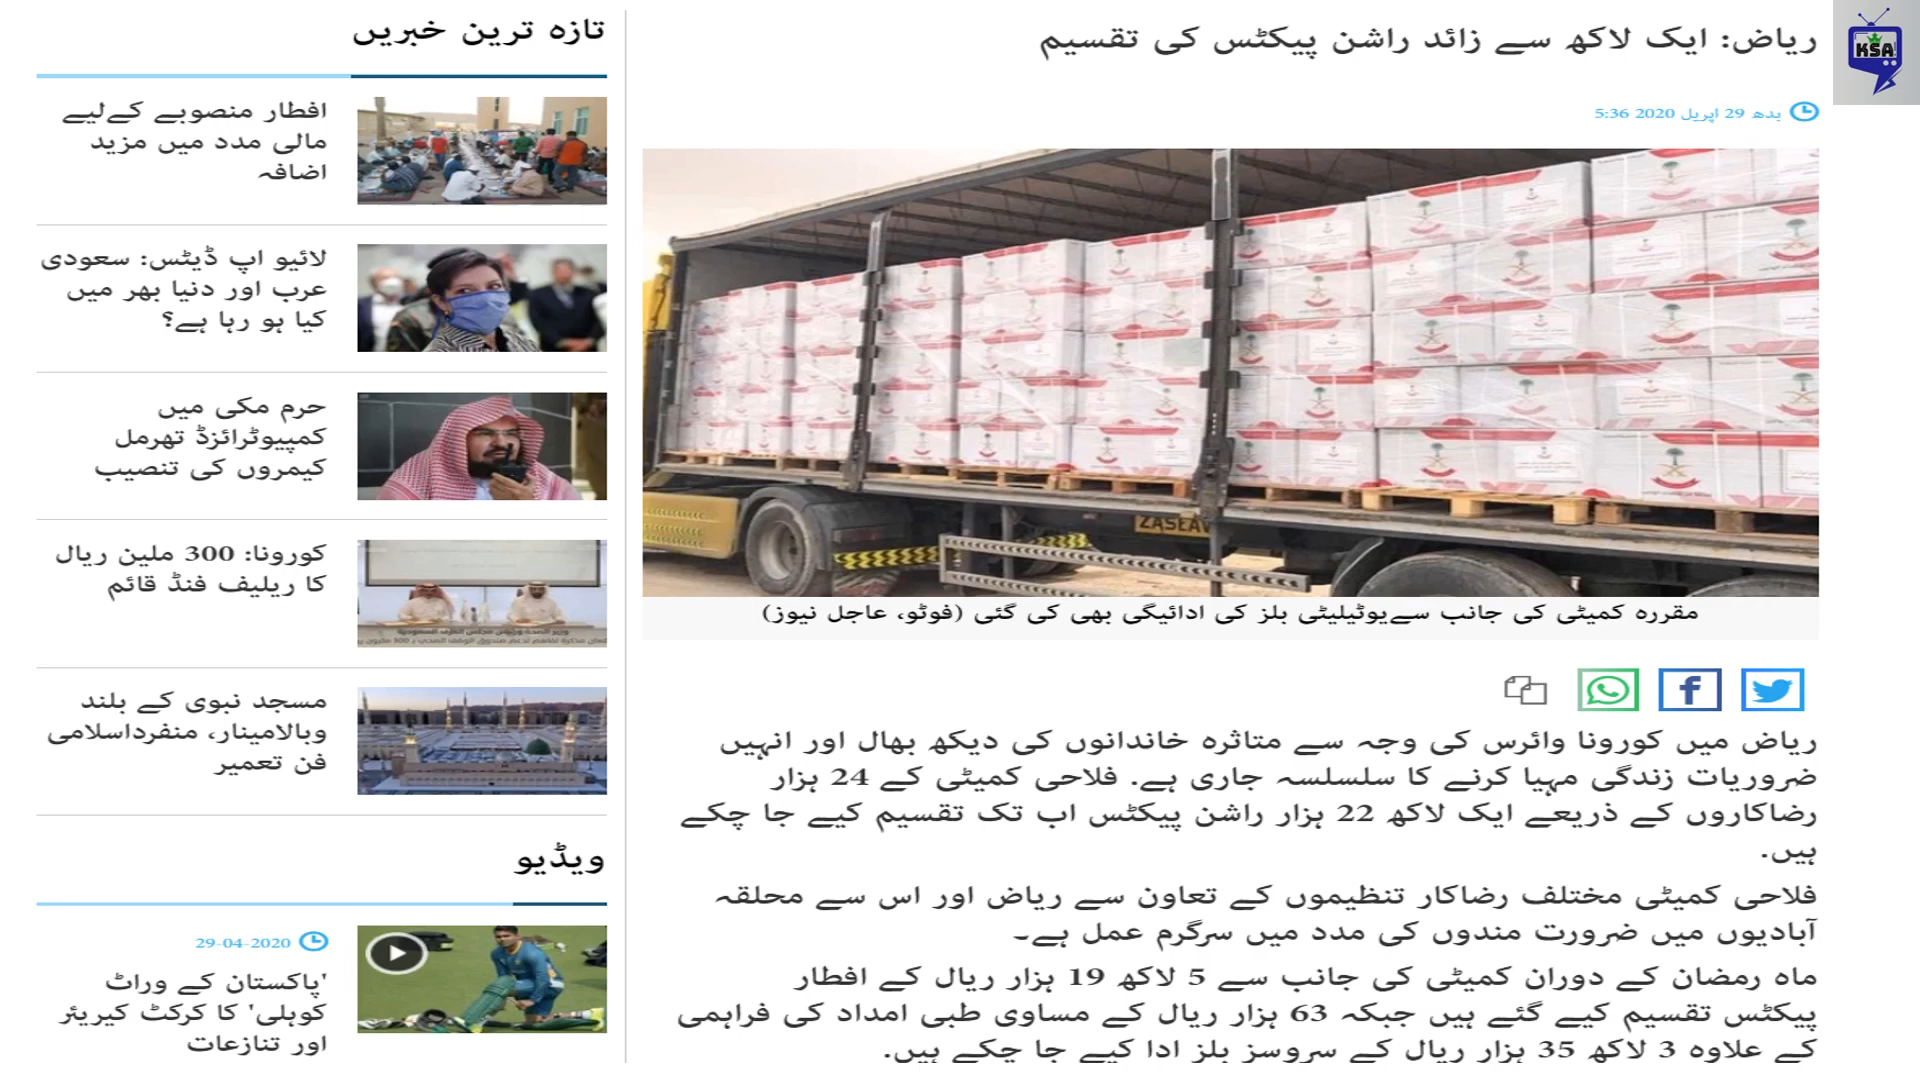 KSA
ریاض: ایک لاکھ سے زائد راشن پیکٹس کی تقسیم
بدھ 29 اپریل 2020 5:36
ZASEAV
مقررہ کمیٹی کی جانب سےیوٹیلیٹی بلز کی ادائیگی بھی کی گئی (فوٹو، عاجل نیوز)
ریاض میں کورونا وائرس کی وجہ سے متاثرہ خاندانوں کی دیکھ بھال اور انہیں
ضروریات زندگی مہیا کرنے کا سلسلسہ جاری ہے. فلاحی کمیٹی کے 24 ہزار
رضاکاروں کے ذریعے ایک لاکھ 22 ہزار راشن پیکٹس اب تک تقسیم کیے جا چکے
ہیں.
فلاحی کمیٹی مختلف رضاکار تنظیموں کے تعاون سے ریاض اور اس سے محلقہ
آبادیوں میں ضرورت مندوں کی مدد میں سرگرم عمل ہے۔
ماہ رمضان کے دوران کمیٹی کی جانب سے 5 لاکھ 19 ہزار ریال کے افطار
پیکٹس تقسیم کیے گئے ہیں جبکہ 63 ہزار ریال کے مساوی طبی امداد کی فراہمی
کے علاوہ 3 لاکھ 35 ہزار ریال کے سروسز بلز ادا کیے جا چکے ہیں.
تازہ ترین خبریں
افطار منصوبے کےلیے
مالی مدد میں مزید
اضافہ
لائیو اپ ڈیٹس: سعودی
عرب اور دنیا بھر میں
کیا ہو رہا ہے؟
حرم مکی میں
کمپیوٹرائزڈ تھرمل
کیمروں کی تنصیب
کورونا: 300 ملین ریال
کا ریلیف فنڈ قائم
مسجد نبوی کے بلند
وبالامینار، منفرداسلامی
فن تعمیر
ویڈیو
29-04-2020
'پاکستان کے وراٹ
کوہلی' کا کرکٹ کیریئر
اور تنازعات